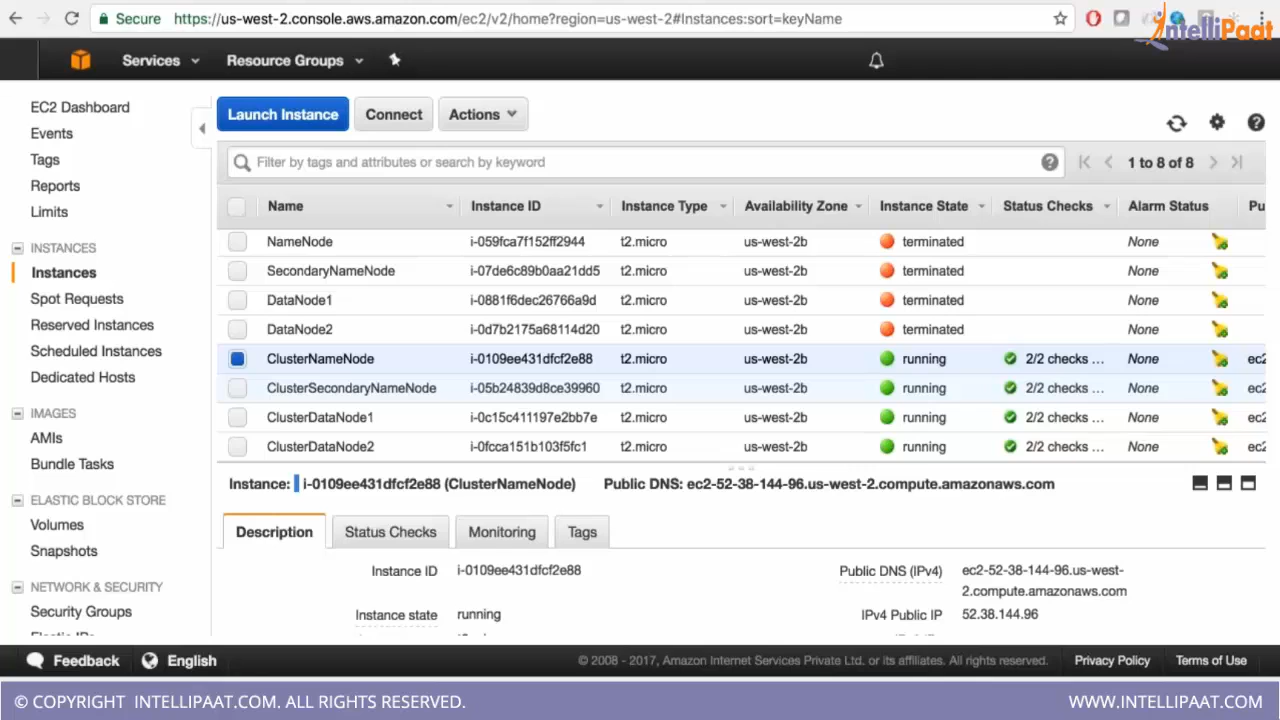 Secure https://us-west-2.console.aws.amazon.com/ec2/v2/home?region=us-west-2#Instances:sort=keyName
IntelliPaat
Services Resource Groups
EC2 Dashboard
Events
Tags
Reports
Limits
INSTANCES
Instances
Spot Requests
Reserved Instances
Scheduled Instances
Dedicated Hosts
IMAGES
AMIs
Bundle Tasks
ELASTIC BLOCK STORE
Volumes
Snapshots
NETWORK & SECURITY
Security Groups
Launch Instance Connect Actions
Filter by tags and attributes or search by keyword 1 to 8 of 8
Name Instance ID Instance Type Availability Zone Instance State Status Checks Alarm Status Pu
NameNode i-059fca7f152ff2944 t2.micro us-west-2b terminated None
SecondaryNameNode i-07de6c89b0aa21dd5 t2.micro us-west-2b terminated None
DataNode1 i-0881f6dec26766a9d t2.micro us-west-2b terminated None
DataNode2 i-0d7b2175a68114d20 t2.micro us-west-2b terminated None
ClusterNameNode i-0109ee431dfcf2e88 t2.micro us-west-2b running 2/2 checks ... None ec2
ClusterSecondaryNameNode i-05b24839d8ce39960 t2.micro us-west-2b running 2/2 checks ... None ec2
ClusterDataNode1 i-0c15c411197e2bb7e t2.micro us-west-2b running 2/2 checks ... None ec2
ClusterDataNode2 i-0fcca151b103f5fc1 t2.micro us-west-2b running 2/2 checks ... None ec2
Instance: i-0109ee431dfcf2e88 (ClusterNameNode) Public DNS: ec2-52-38-144-96.us-west-2.compute.amazonaws.com
Description Status Checks Monitoring Tags
Instance ID i-0109ee431dfcf2e88 Public DNS (IPv4) ec2-52-38-144-96.us-west-
2.compute.amazonaws.com
Instance state running IPv4 Public IP 52.38.144.96
Feedback English © 2008 - 2017, Amazon Internet Services Private Ltd. or its affiliates. All rights reserved. Privacy Policy Terms of Use
© COPYRIGHT INTELLIPAAT.COM. ALL RIGHTS RESERVED. WWW.INTELLIPAAT.COM